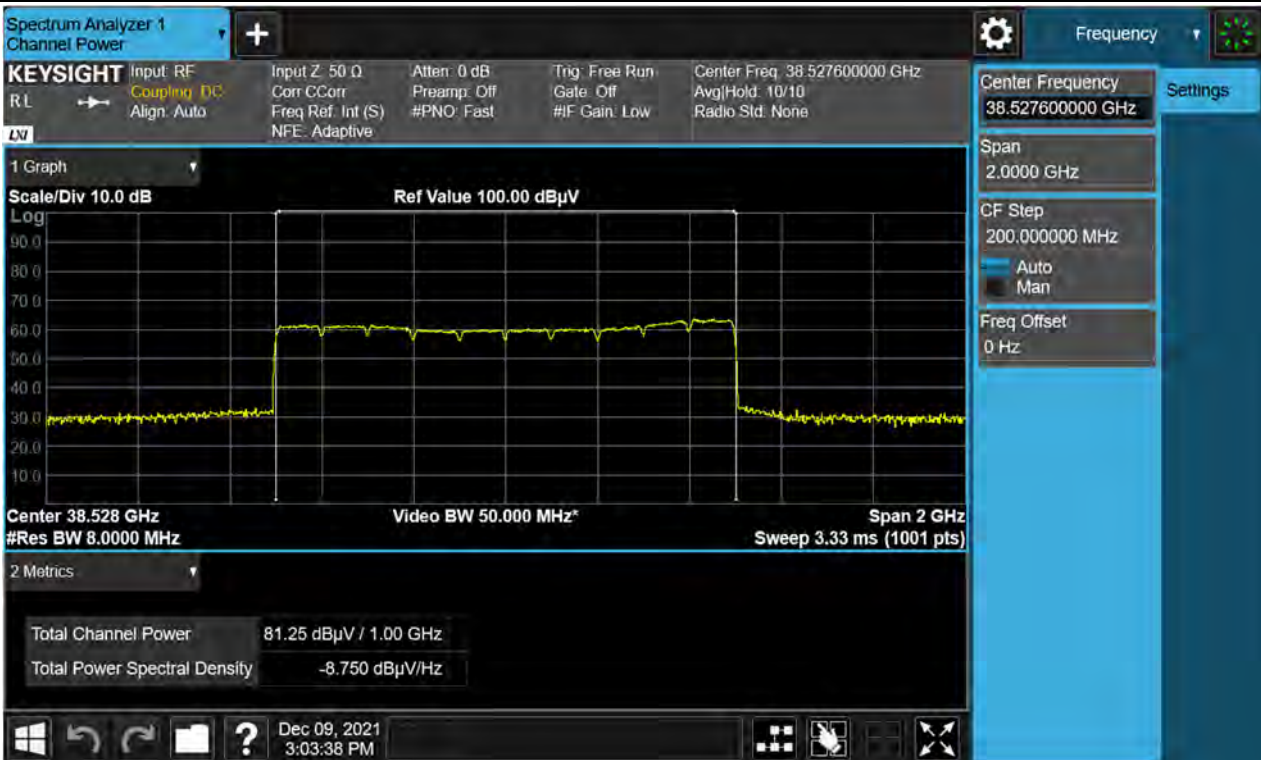 Spectrum Analyzer 1
Channel Power
+
Frequency
KEYSIGHT
R L
LXI
Input: RF
Coupling: DC
Align: Auto
Input Z: 50 Ω
Corr CCorr
Freq Ref: Int (S)
NFE: Adaptive
Atten: 0 dB
Preamp: Off
#PNO: Fast
Trig: Free Run
Gate: Off
#IF Gain: Low
Center Freq: 38.527600000 GHz
Avg|Hold: 10/10
Radio Std: None
Center Frequency
38.527600000 GHz
Settings
Span
2.0000 GHz
CF Step
200.000000 MHz
Auto
Man
Freq Offset
0 Hz
1 Graph
Scale/Div 10.0 dB
Ref Value 100.00 dBµV
Log
90.0
80.0
70.0
60.0
50.0
40.0
30.0
20.0
10.0
Center 38.528 GHz
Video BW 50.000 MHz*
Span 2 GHz
#Res BW 8.0000 MHz
Sweep 3.33 ms (1001 pts)
2 Metrics
Total Channel Power
81.25 dBµV / 1.00 GHz
Total Power Spectral Density
-8.750 dBµV/Hz
?
Dec 09, 2021
3:03:38 PM